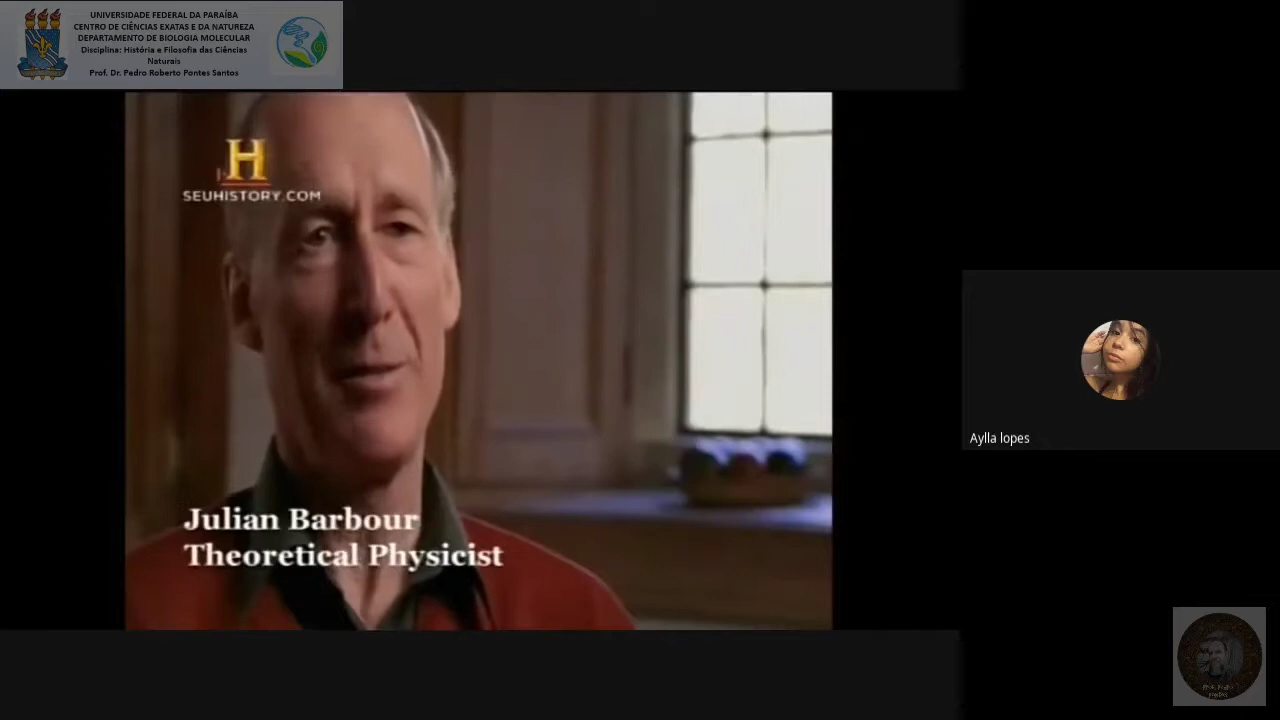 UNIVERSIDADE FEDERAL DA PARAÍBA
CENTRO DE CIÊNCIAS EXATAS E DA NATUREZA
DEPARTAMENTO DE BIOLOGIA MOLECULAR
Disciplina: História e Filosofia das Ciências
Naturais
Prof. Dr. Pedro Roberto Pontes Santos
H
SEUHISTORY.COM
Julian Barbour
Theoretical Physicist
Aylla lopes